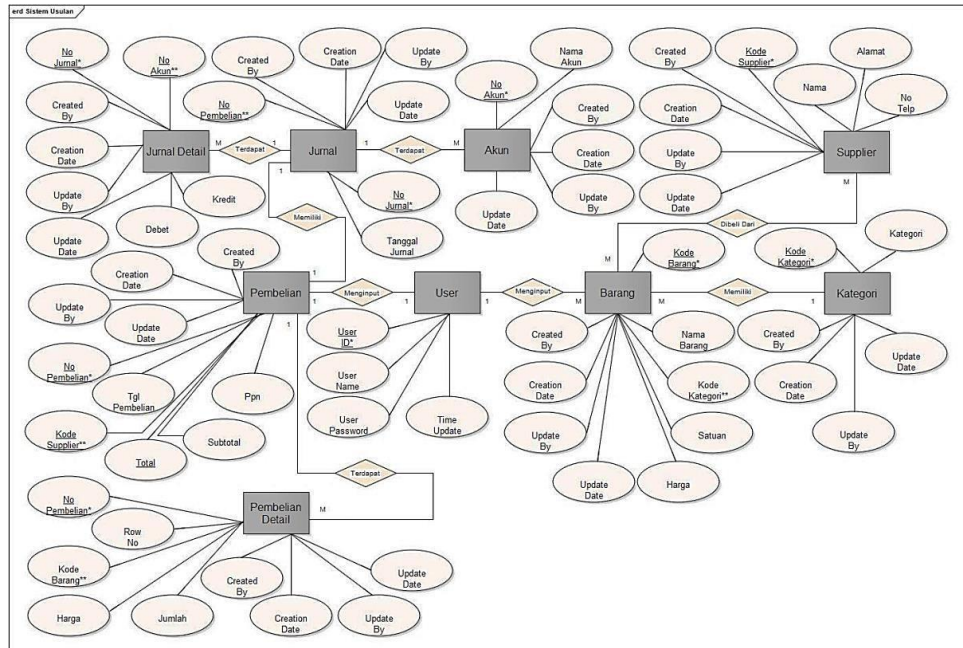 erd Sistem Usulan
No
Jurnal*
No
Akun**
Created
By
Creation
Date
Update
By
Nama
Akun
Created
By
Kode
Supplier*
Alamat
No
Akun*
Nama
No
Telp
Created
By
No
Pembelian**
Update
Date
Created
By
Creation
Date
Creation
Date
Jurnal Detail
M
Terdapat
1
Jurnal
1
Terdapat
M
Akun
Creation
Date
Update
By
Supplier
Update
By
Kredit
1
No
Jurnal*
Update
By
Update
Date
M
Update
Date
Debet
Memiliki
Tanggal
Jurnal
Update
Date
Dibeli Dari
Created
By
Kode
Barang*
Kode
Kategori*
Kategori
Creation
Date
1
M
Pembelian
1
Menginput
1
User
1
Menginput
M
Barang
M
Memiliki
1
Kategori
Update
By
Update
Date
1
User
ID*
Created
By
Nama
Barang
Created
By
Update
Date
No
Pembelian*
Tgl
Pembelian
Ppn
User
Name
Creation
Date
Kode
Kategori**
Creation
Date
Kode
Supplier**
Subtotal
User
Password
Time
Update
Update
By
Satuan
Update
By
Total
Terdapat
Update
Date
Harga
No
Pembelian*
Pembelian
Detail
M
Row
No
Kode
Barang**
Created
By
Update
Date
Harga
Jumlah
Creation
Date
Update
By